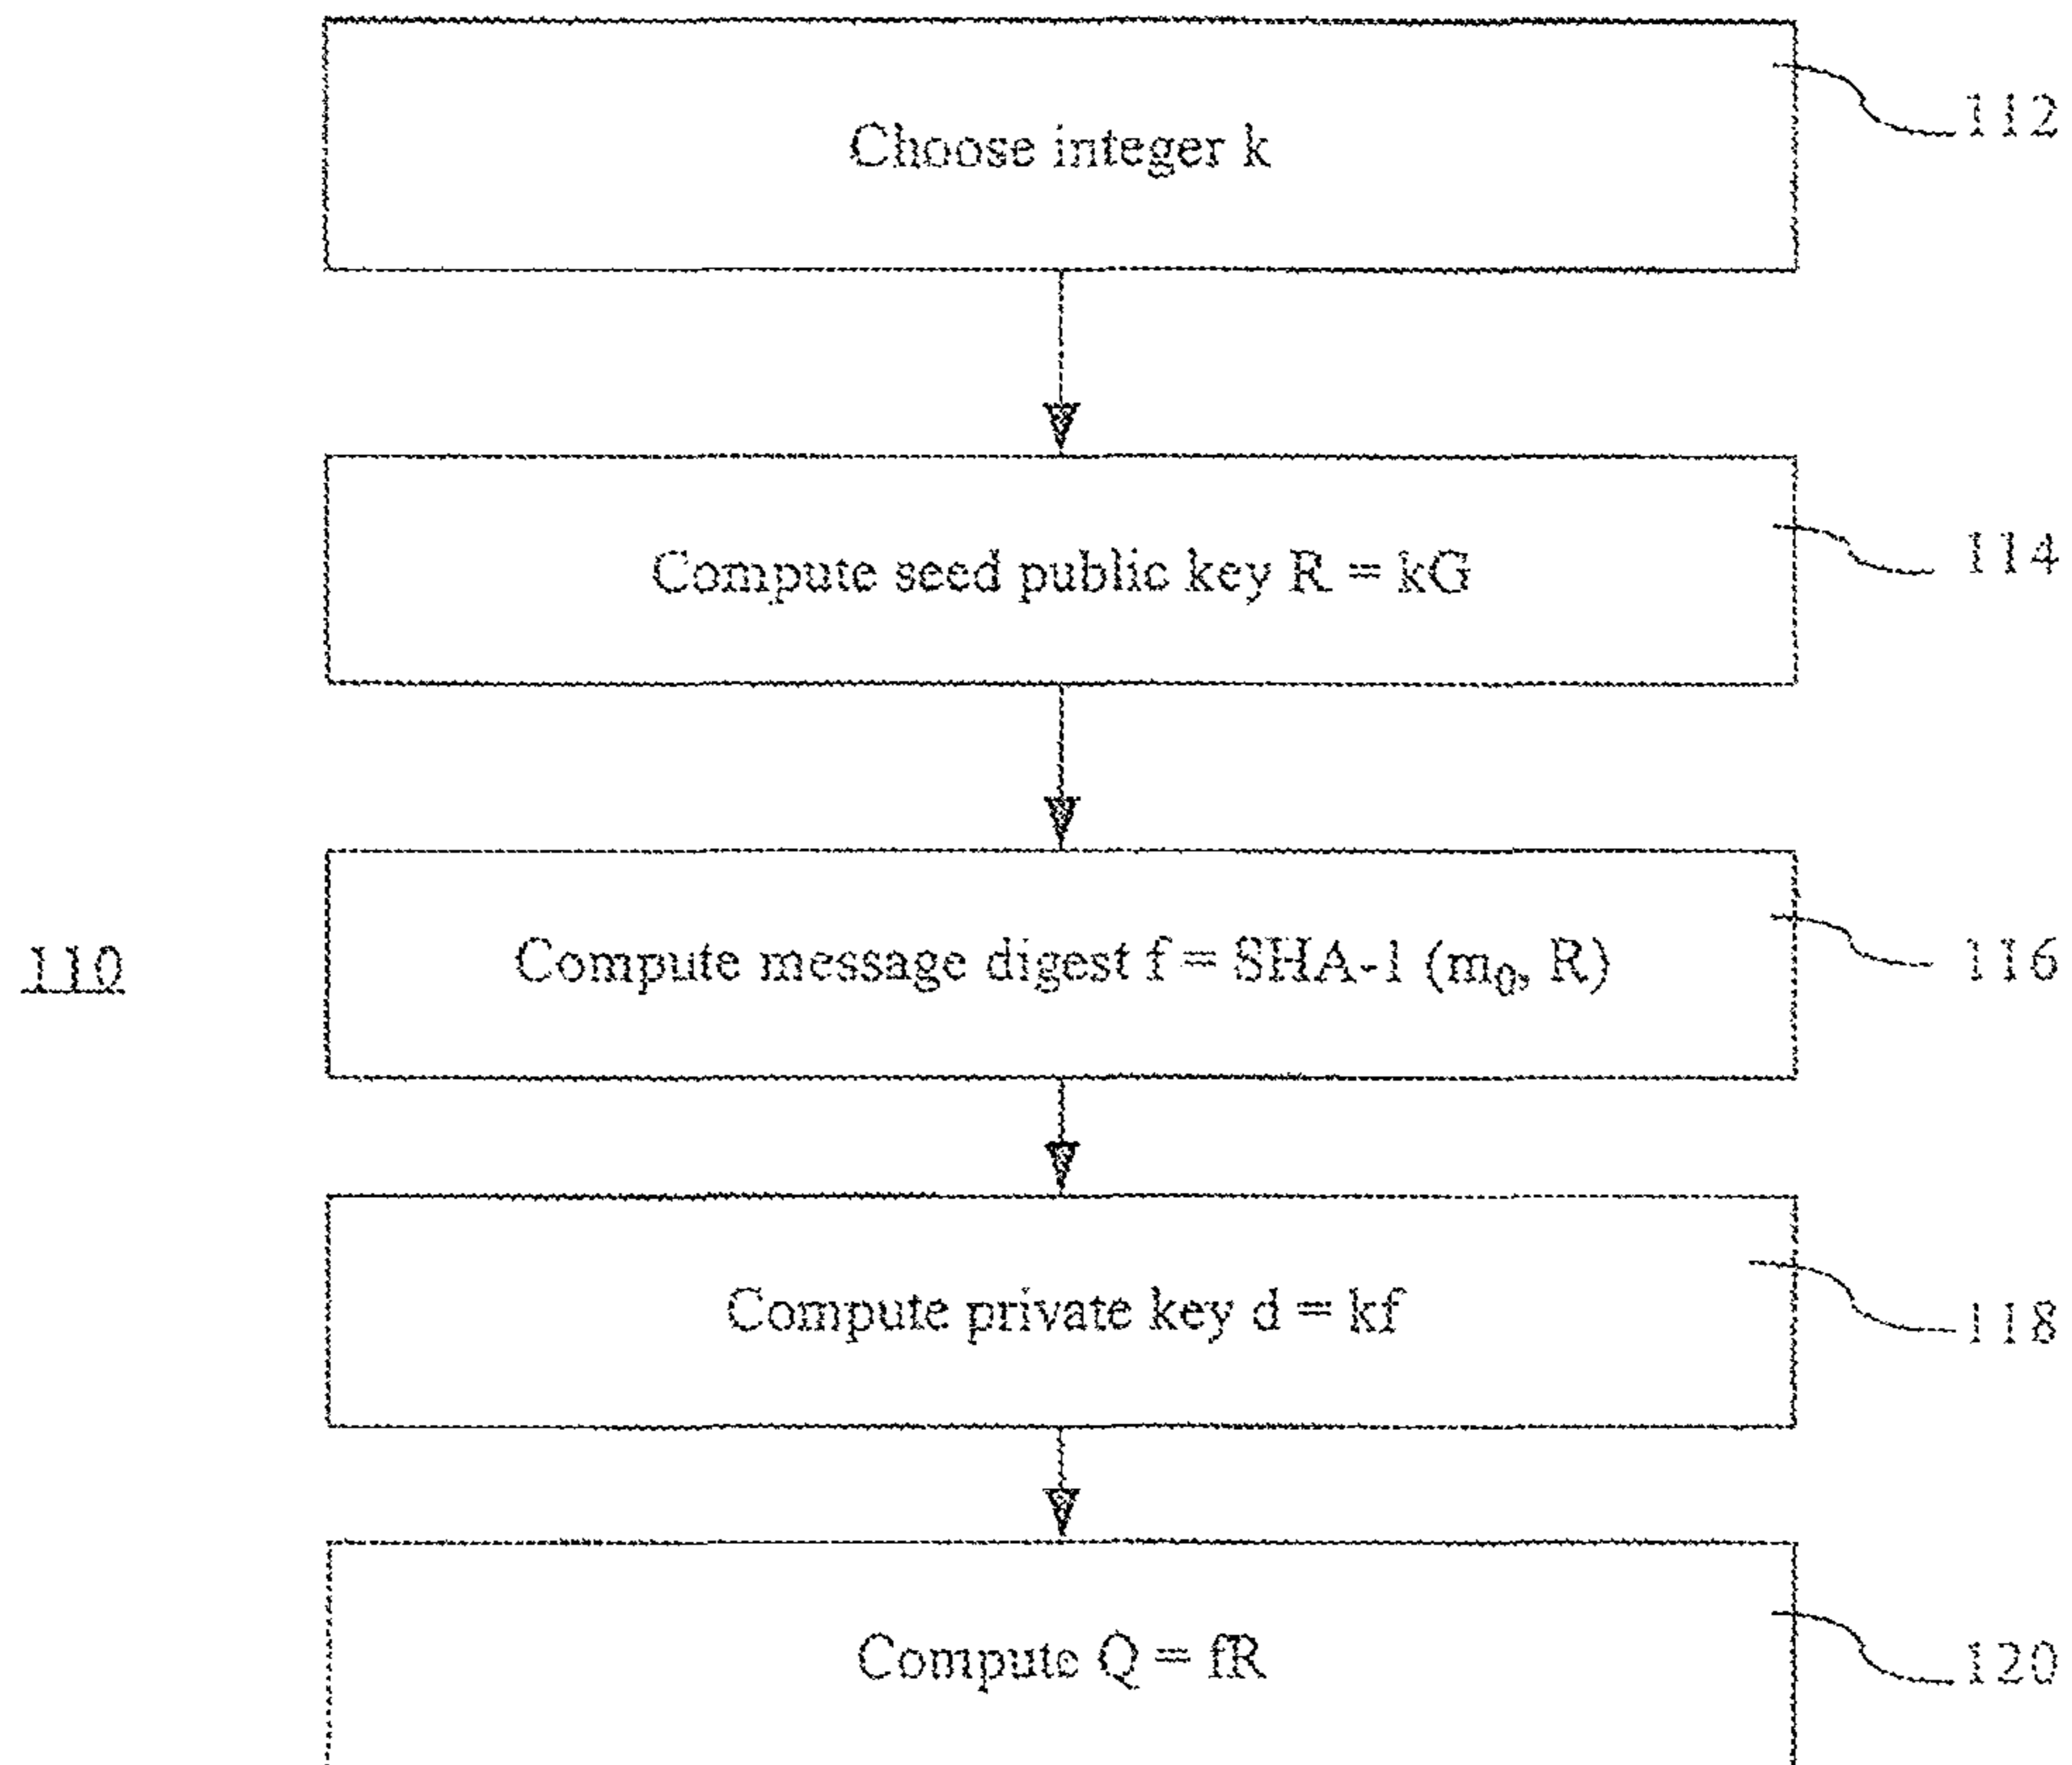 Choose integer k
112
Compute seed public key R = kG
114
110
Compute message digest f = SHA-1 (m₀, R)
116
Compute private key d = kf
118
Compute Q = fR
120